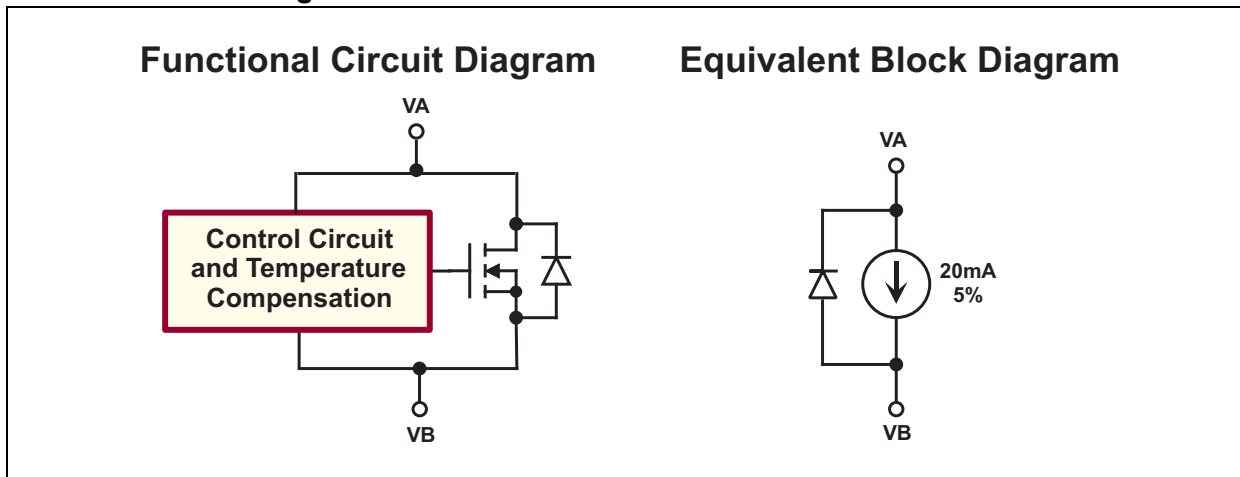 Functional Circuit Diagram
VA
Control Circuit
and Temperature
Compensation
VB
Equivalent Block Diagram
VA
20mA
5%
VB